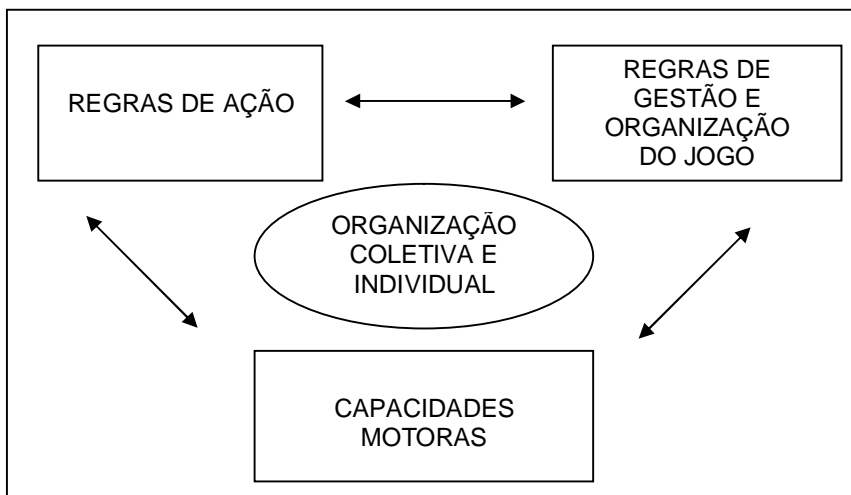 REGRAS DE AÇÃO
REGRAS DE
GESTÃO E
ORGANIZAÇÃO
DO JOGO
ORGANIZAÇÃO
COLETIVA E
INDIVIDUAL
CAPACIDADES
MOTORAS